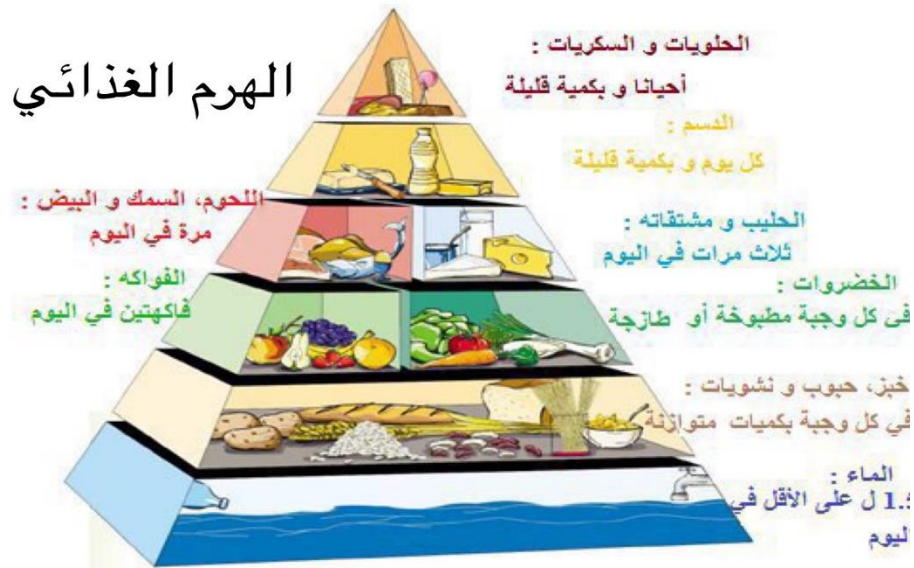 الهرم الغذائي
الحلويات و السكريات :
أحيانا و بكمية قليلة
الدسم :
كل يوم و بكمية قليلة
اللحوم، السمك و البيض :
مرة في اليوم
الحليب و مشتقاته :
ثلاث مرات في اليوم
الفواكه :
فاكهتين في اليوم
الخضروات :
في كل وجبة مطبوخة أو طازجة
خبز، حبوب و نشويات :
في كل وجبة بكميات متوازنة
الماء :
1.5 ل على الأقل في
اليوم